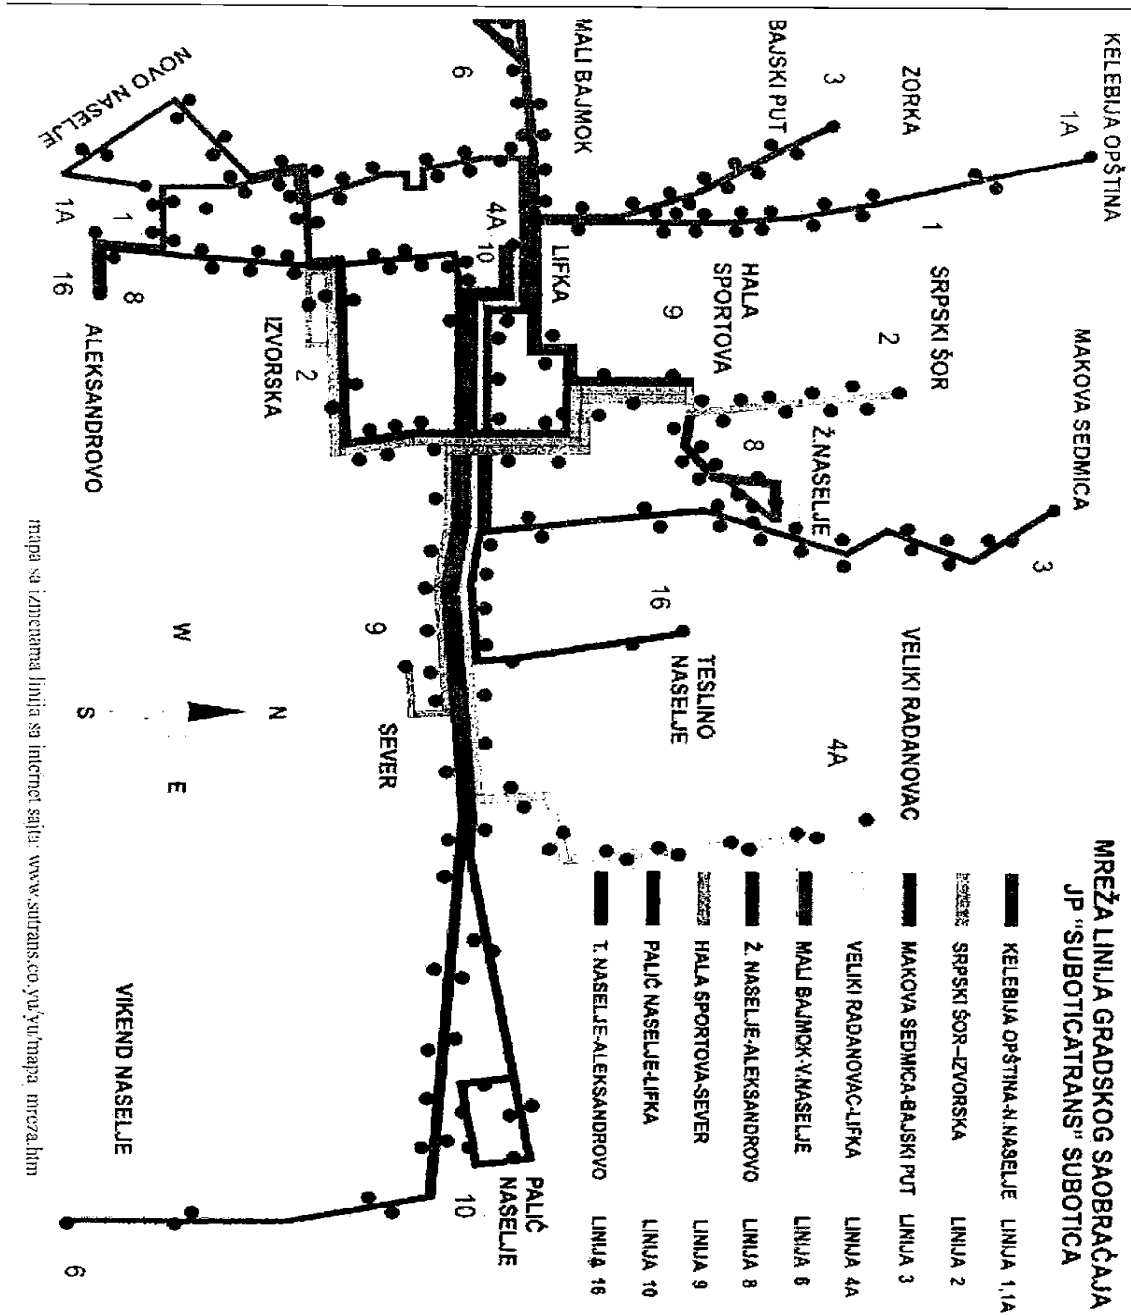 MREŽA LINIJA GRADSKOG SAOBRAĆAJA
JP "SUBOTICATRANS" SUBOTICA
KELEBIJA OPŠTINA-N.NASELJE LINIJA 1,1A
SRPSKI ŠOR–IZVORSKA LINIJA 2
MAKOVA SEDMICA-BAJSKI PUT LINIJA 3
VELIKI RADANOVAC-LIFKA LINIJA 4A
MALI BAJMOK-V.NASELJE LINIJA 6
Ž. NASELJE-ALEKSANDROVO LINIJA 8
HALA SPORTOVA-SEVER LINIJA 9
PALIĆ NASELJE-LIFKA LINIJA 10
T. NASELJE-ALEKSANDROVO LINIJA 16
KELEBIJA OPŠTINA
1A
ZORKA
1
BAJSKI PUT
3
MALI BAJMOK
6
NOVO NASELJE
1A
1
4A
10
LIFKA
HALA
SPORTOVA
9
SRPSKI ŠOR
2
MAKOVA SEDMICA
3
Ž.NASELJE
8
16
8
ALEKSANDROVO
IZVORSKA
2
16
TESLINO
NASELJE
VELIKI RADANOVAC
4A
9
SEVER
W
N
S
E
PALIĆ
NASELJE
10
VIKEND NASELJE
6
mapa sa izmenama linija sa internet sajta: www.sutrans.co.yu/yu/mapa_mreza.htm